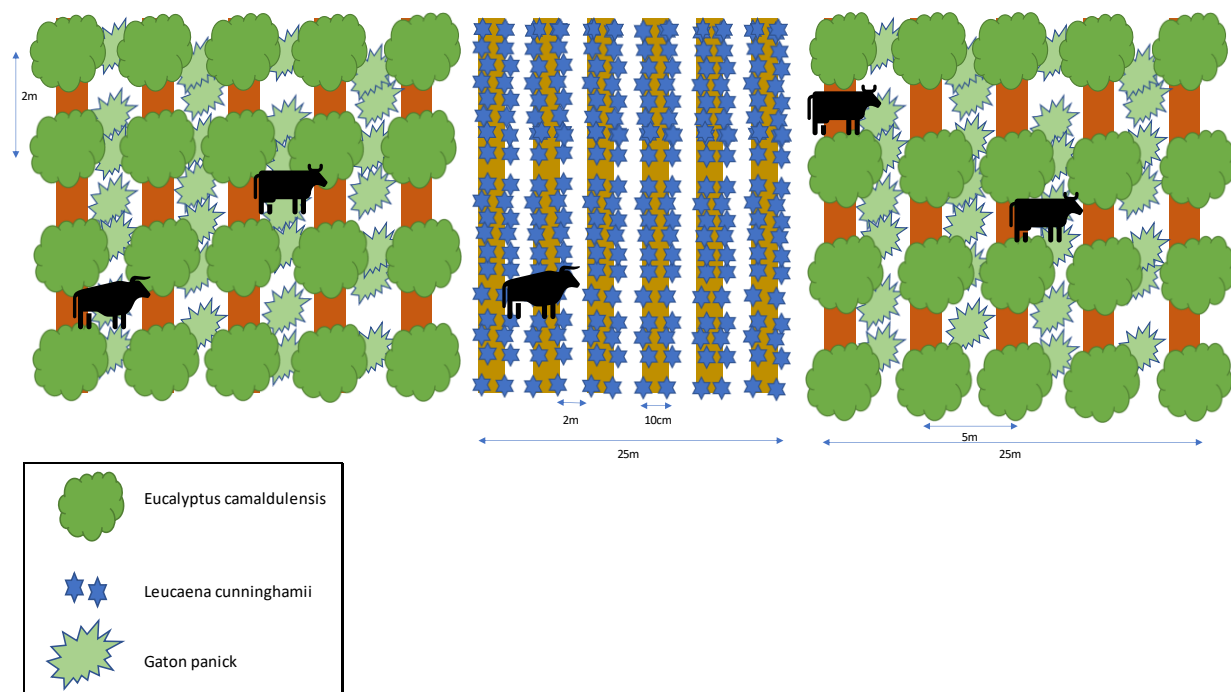 2m
2m
10cm
25m
5m
25m
Eucalyptus camaldulensis
Leucaena cunninghamii
Gaton panick